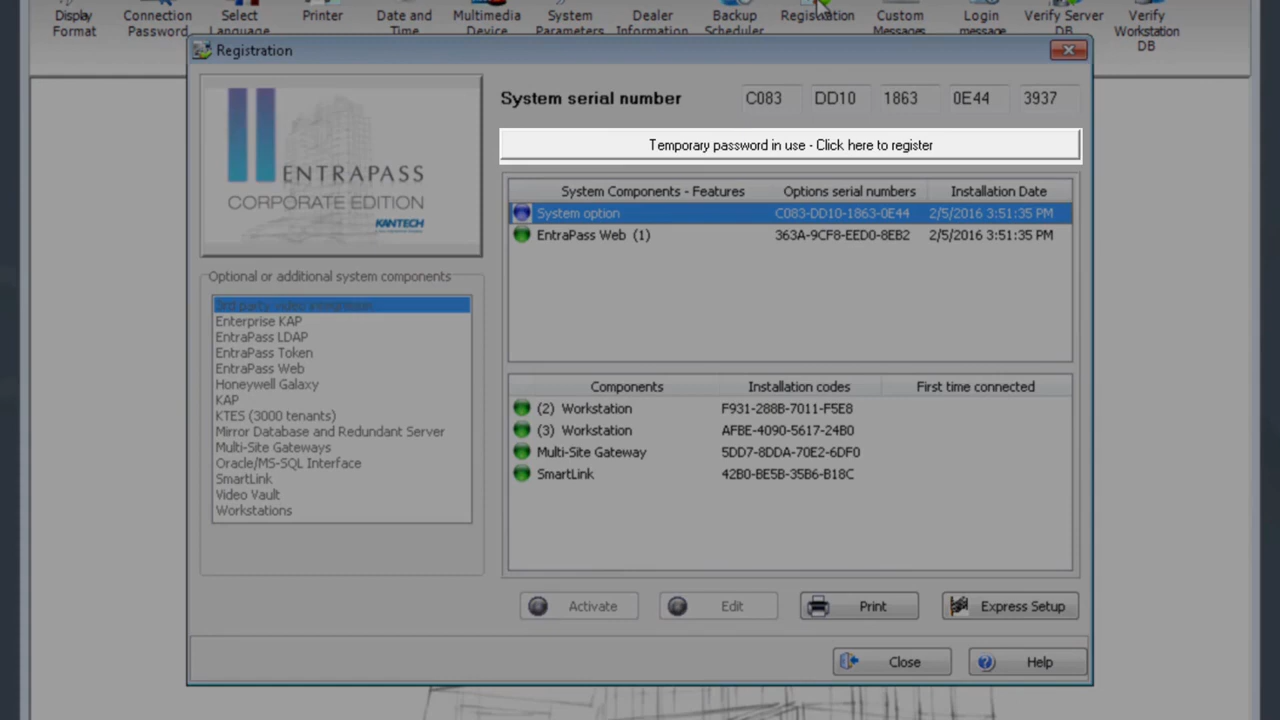 Display Format
Connection Password
Select Language
Printer
Date and Time
Multimedia Device
System Parameters
Dealer Information
Backup Scheduler
Registration
Custom Messages
Login message
Verify Server DB
Verify Workstation DB
Registration
System serial number C083 DD10 1863 0E44 3937
Temporary password in use - Click here to register
ENTRAPASS
CORPORATE EDITION
KANTECH
System Components - Features Options serial numbers Installation Date
System option C083-DD10-1863-0E44 2/5/2016 3:51:35 PM
EntraPass Web (1) 363A-9CF8-EED0-8EB2 2/5/2016 3:51:35 PM
Optional or additional system components
3rd party video integration
Enterprise KAP
EntraPass LDAP
EntraPass Token
EntraPass Web
Honeywell Galaxy
KAP
KTES (3000 tenants)
Mirror Database and Redundant Server
Multi-Site Gateways
Oracle/MS-SQL Interface
SmartLink
Video Vault
Workstations
Components Installation codes First time connected
(2) Workstation F931-288B-7011-F5E8
(3) Workstation AFBE-4090-5617-24B0
Multi-Site Gateway 5DD7-8DDA-70E2-6DF0
SmartLink 42B0-BE5B-35B6-B18C
Activate Edit Print Express Setup
Close Help